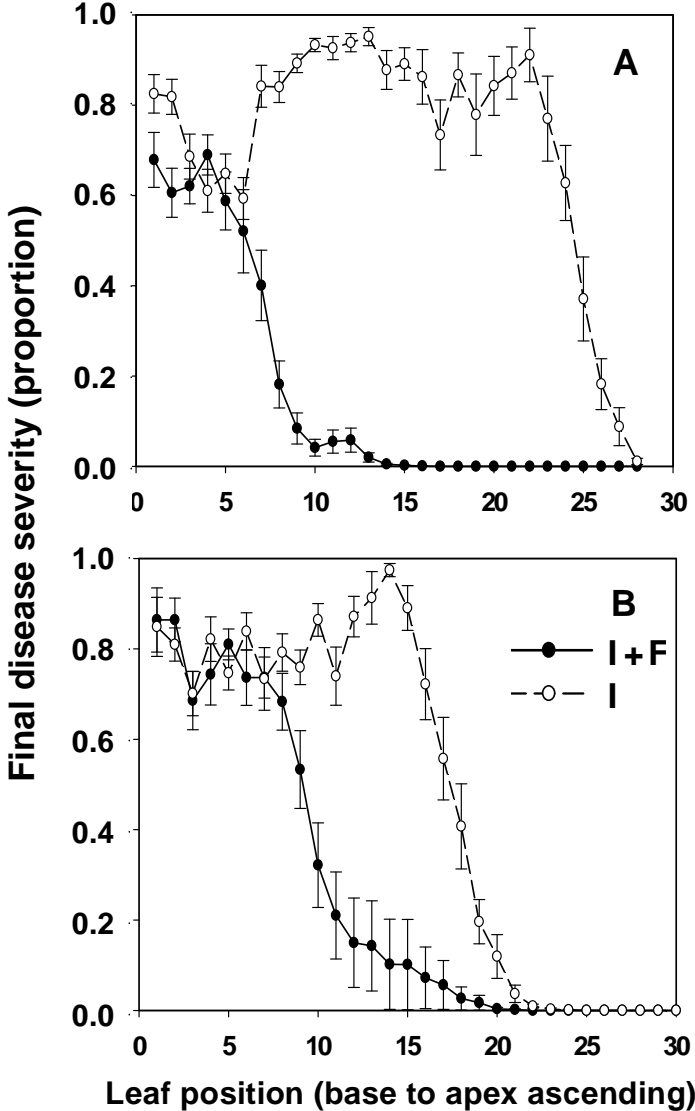 Final disease severity (proportion)
1.0
0.8
0.6
0.4
0.2
0.0
A
0 5 10 15 20 25 30
1.0
0.8
0.6
0.4
0.2
0.0
B
I + F
I
0 5 10 15 20 25 30
Leaf position (base to apex ascending)